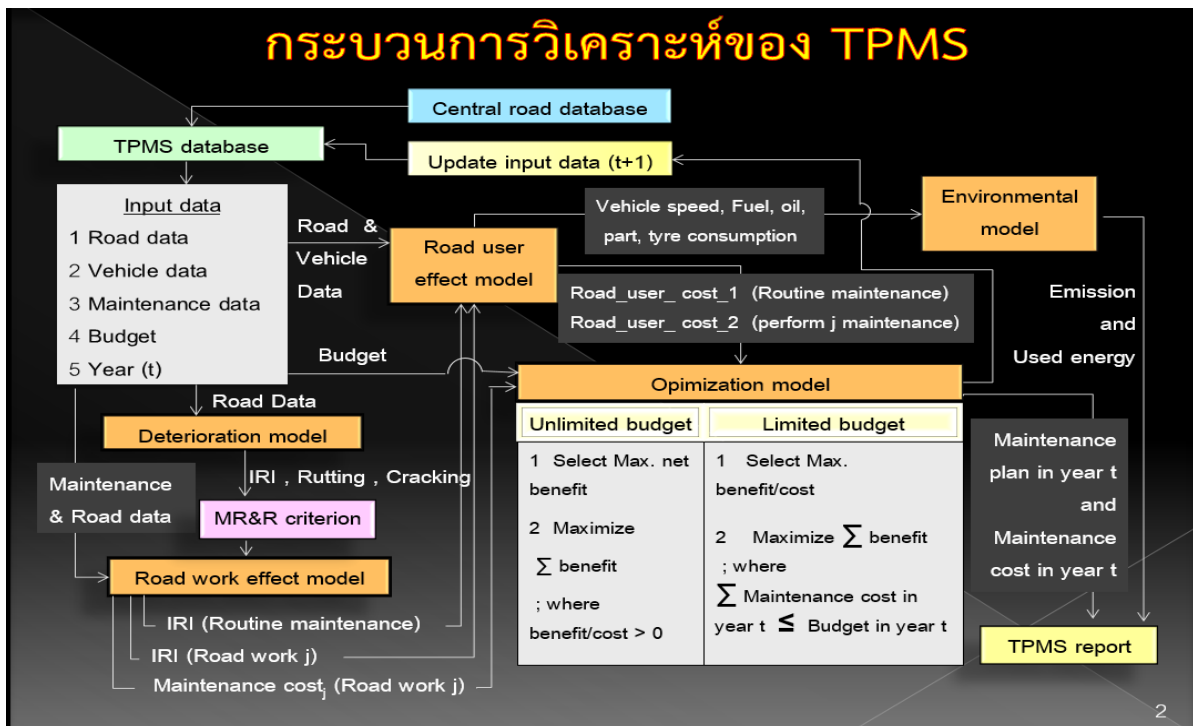 กระบวนการวิเคราะห์ของ TPMS
Central road database
TPMS database
Update input data (t+1)
Input data
1 Road data
2 Vehicle data
3 Maintenance data
4 Budget
5 Year (t)
Road &
Vehicle
Data
Road user
effect model
Vehicle speed, Fuel, oil,
part, tyre consumption
Environmental
model
Road_user_ cost_1 (Routine maintenance)
Road_user_ cost_2 (perform j maintenance)
Emission
and
Used energy
Budget
Opimization model
Road Data
Deterioration model
IRI , Rutting , Cracking
Maintenance
& Road data
MR&R criterion
Road work effect model
IRI (Routine maintenance)
IRI (Road work j)
Maintenance costj (Road work j)
Unlimited budget
1 Select Max. net
benefit
2 Maximize
∑ benefit
; where
benefit/cost > 0
Limited budget
1 Select Max.
benefit/cost
2 Maximize ∑ benefit
; where
∑ Maintenance cost in
year t ≤ Budget in year t
Maintenance
plan in year t
and
Maintenance
cost in year t
TPMS report
2